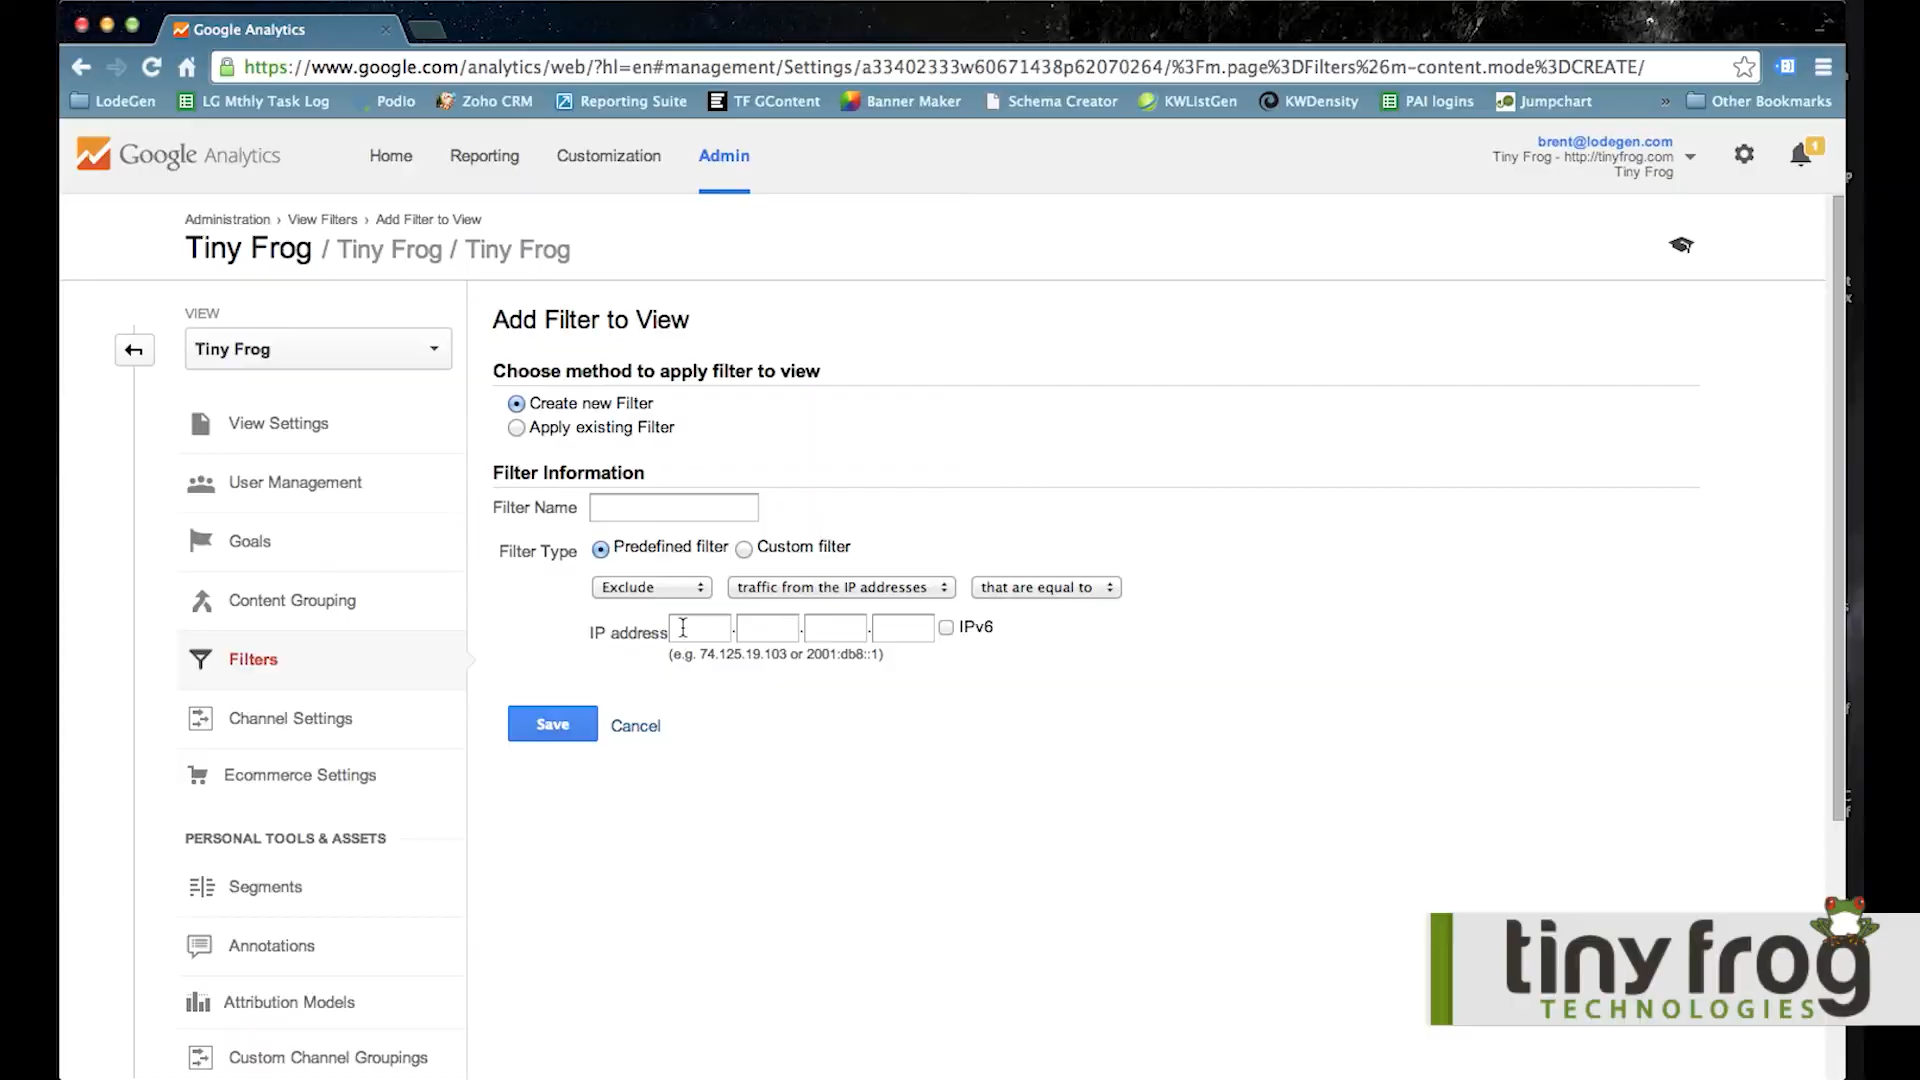 Google Analytics
https://www.google.com/analytics/web/?hl=en#management/Settings/a33402333w60671438p62070264/%3Fm.page%3DFilters%26m-content.mode%3DCREATE/
LodeGen LG Mthly Task Log Podio Zoho CRM Reporting Suite TF GContent Banner Maker Schema Creator KWListGen KWDensity PAI logins Jumpchart » Other Bookmarks
Google Analytics Home Reporting Customization Admin
brent@lodegen.com
Tiny Frog - http://tinyfrog.com
Tiny Frog
1
Administration › View Filters › Add Filter to View
Tiny Frog / Tiny Frog / Tiny Frog
VIEW
Tiny Frog
View Settings
User Management
Goals
Content Grouping
Filters
Channel Settings
Ecommerce Settings
PERSONAL TOOLS & ASSETS
Segments
Annotations
Attribution Models
Custom Channel Groupings
Add Filter to View
Choose method to apply filter to view
Create new Filter
Apply existing Filter
Filter Information
Filter Name
Filter Type Predefined filter Custom filter
Exclude traffic from the IP addresses that are equal to
IP address . . . IPv6
(e.g. 74.125.19.103 or 2001:db8::1)
Save Cancel
tiny frog
TECHNOLOGIES